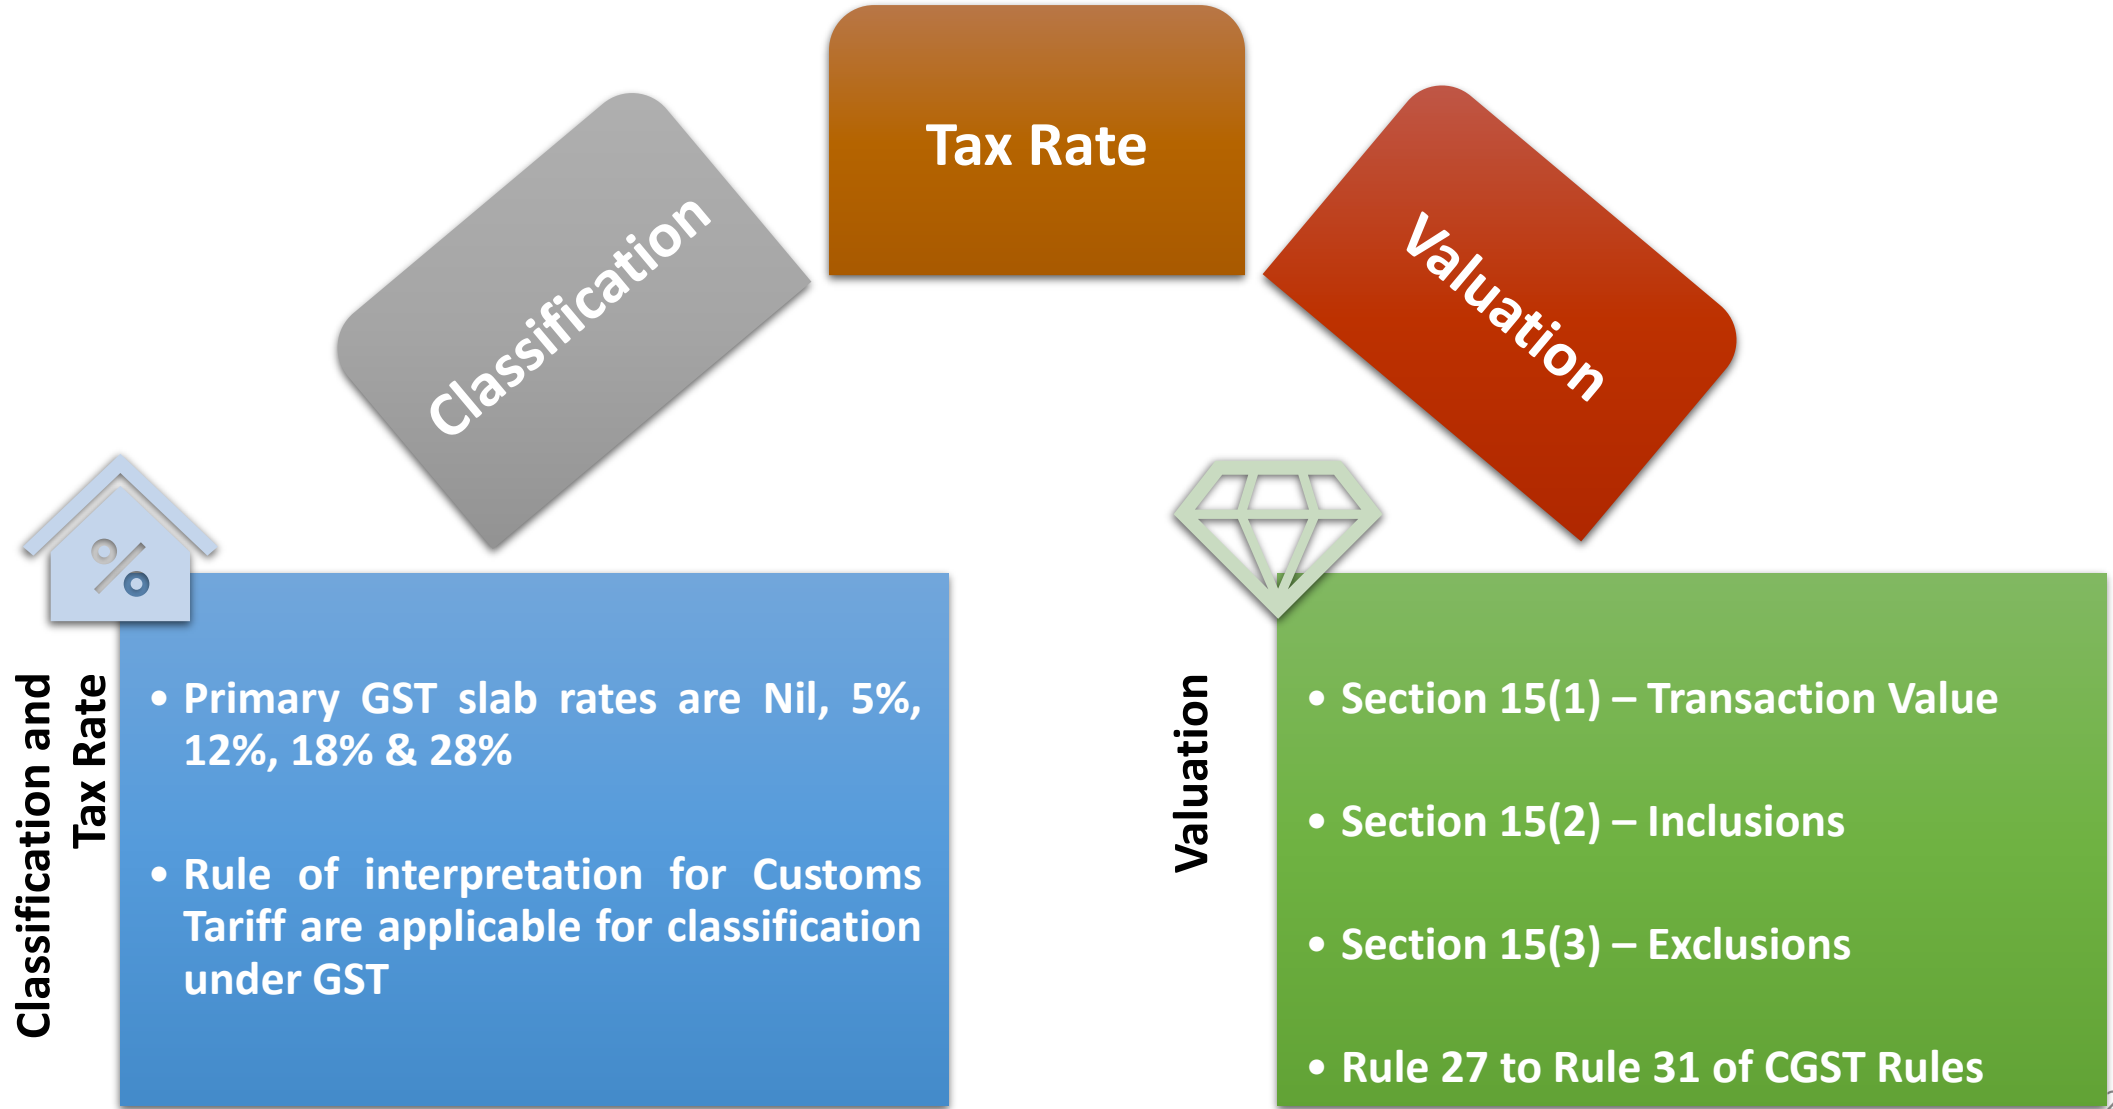 Classification
Tax Rate
Valuation
Classification and
Tax Rate
• Primary GST slab rates are Nil, 5%,
12%, 18% & 28%
• Rule of interpretation for Customs
Tariff are applicable for classification
under GST
%
Valuation
• Section 15(1) – Transaction Value
• Section 15(2) – Inclusions
• Section 15(3) – Exclusions
• Rule 27 to Rule 31 of CGST Rules